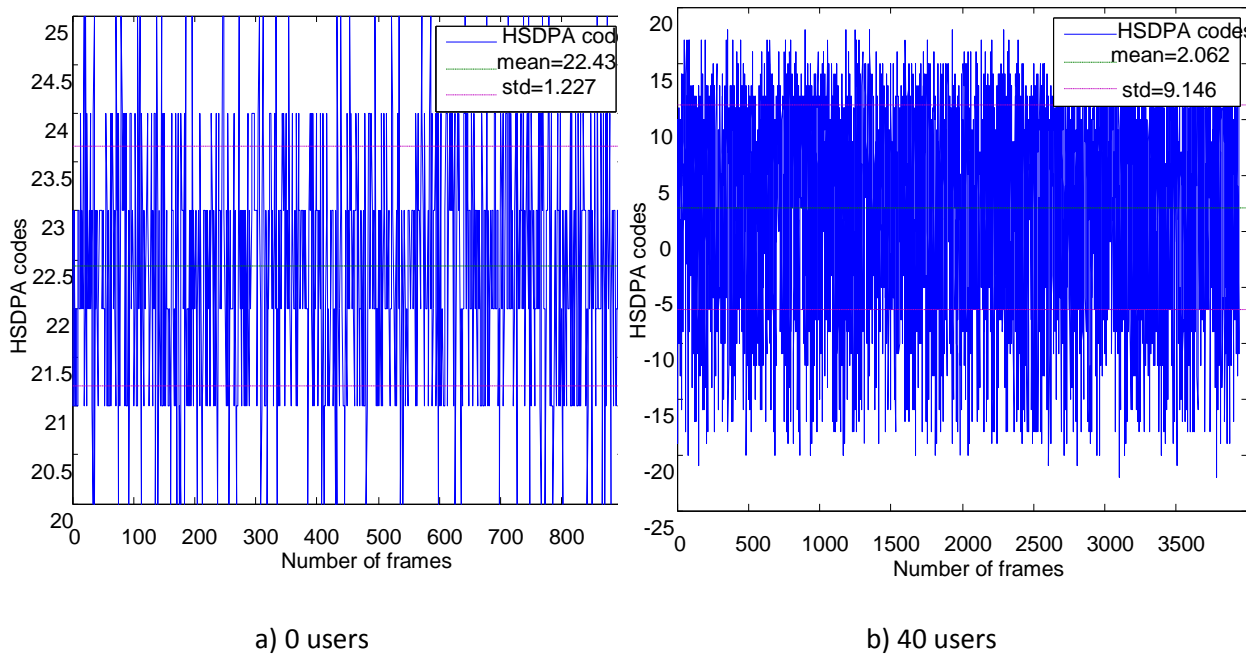 25
24.5
24
23.5
23
22.5
22
21.5
21
20.5
20
HSDPA codes
HSDPA cod
mean=22.43
std=1.227
0 100 200 300 400 500 600 700 800
Number of frames
a) 0 users
20
15
10
5
0
-5
-10
-15
-20
-25
HSDPA codes
HSDPA codes
mean=2.062
std=9.146
0 500 1000 1500 2000 2500 3000 3500
Number of frames
b) 40 users